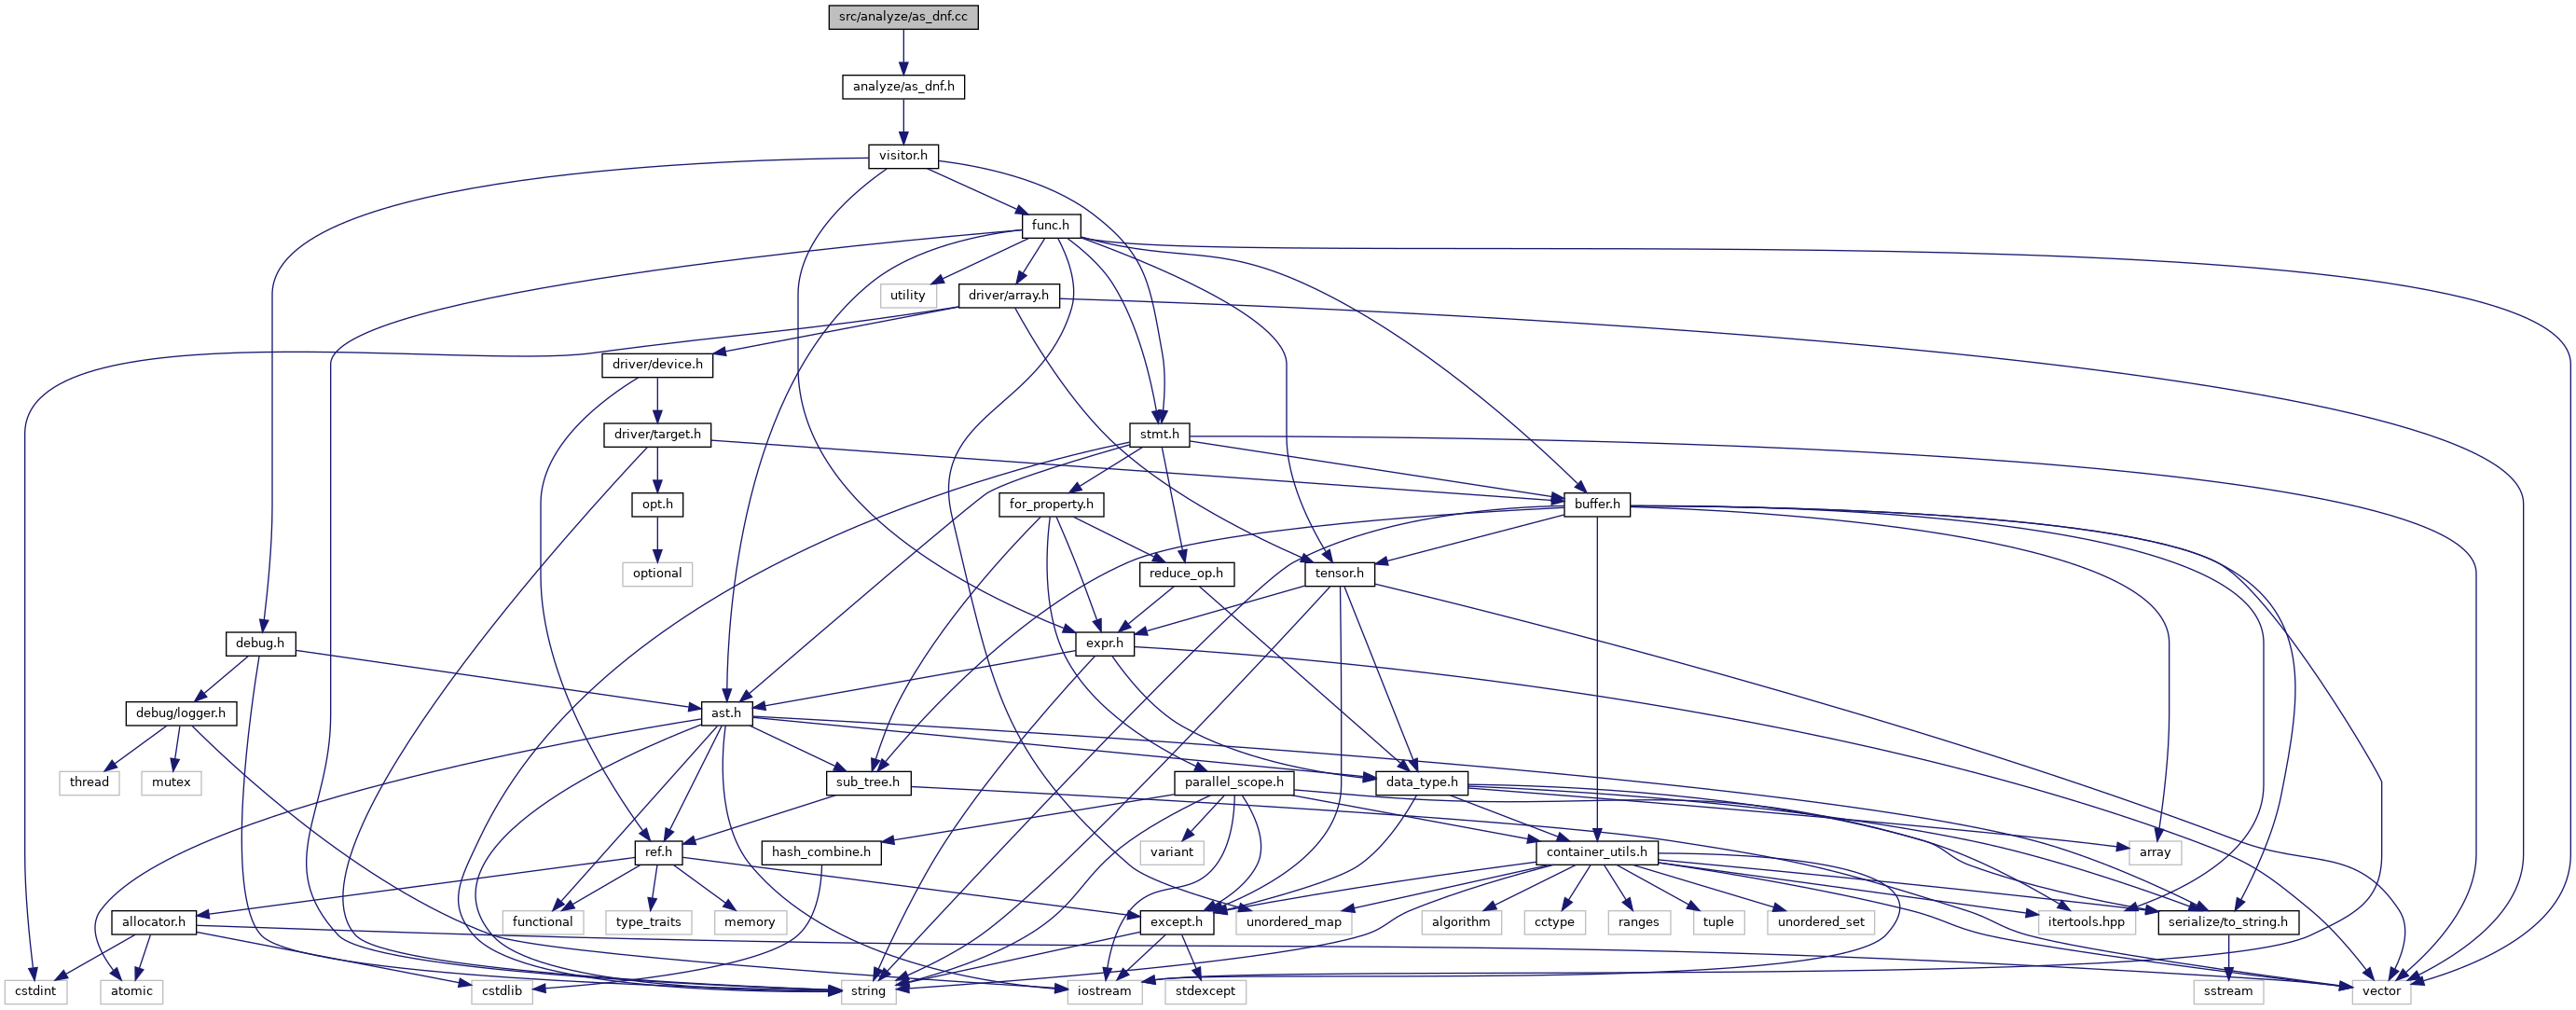 src/analyze/as_dnf.cc
analyze/as_dnf.h
visitor.h
func.h
utility
driver/array.h
driver/device.h
driver/target.h
stmt.h
opt.h
for_property.h
buffer.h
optional
reduce_op.h
tensor.h
debug.h
expr.h
debug/logger.h
ast.h
thread
mutex
sub_tree.h
parallel_scope.h
data_type.h
ref.h
hash_combine.h
variant
container_utils.h
array
allocator.h
functional
type_traits
memory
except.h
unordered_map
algorithm
cctype
ranges
tuple
unordered_set
itertools.hpp
serialize/to_string.h
cstdint
atomic
cstdlib
string
iostream
stdexcept
sstream
vector